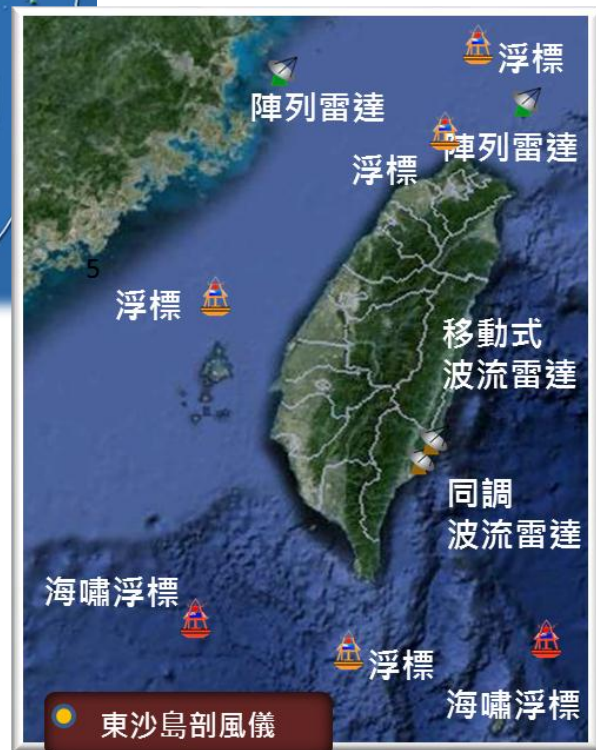 浮標
陣列雷達
陣列雷達
浮標
5
浮標
移動式
波流雷達
同調
波流雷達
海嘯浮標
浮標
海嘯浮標
東沙島剖風儀